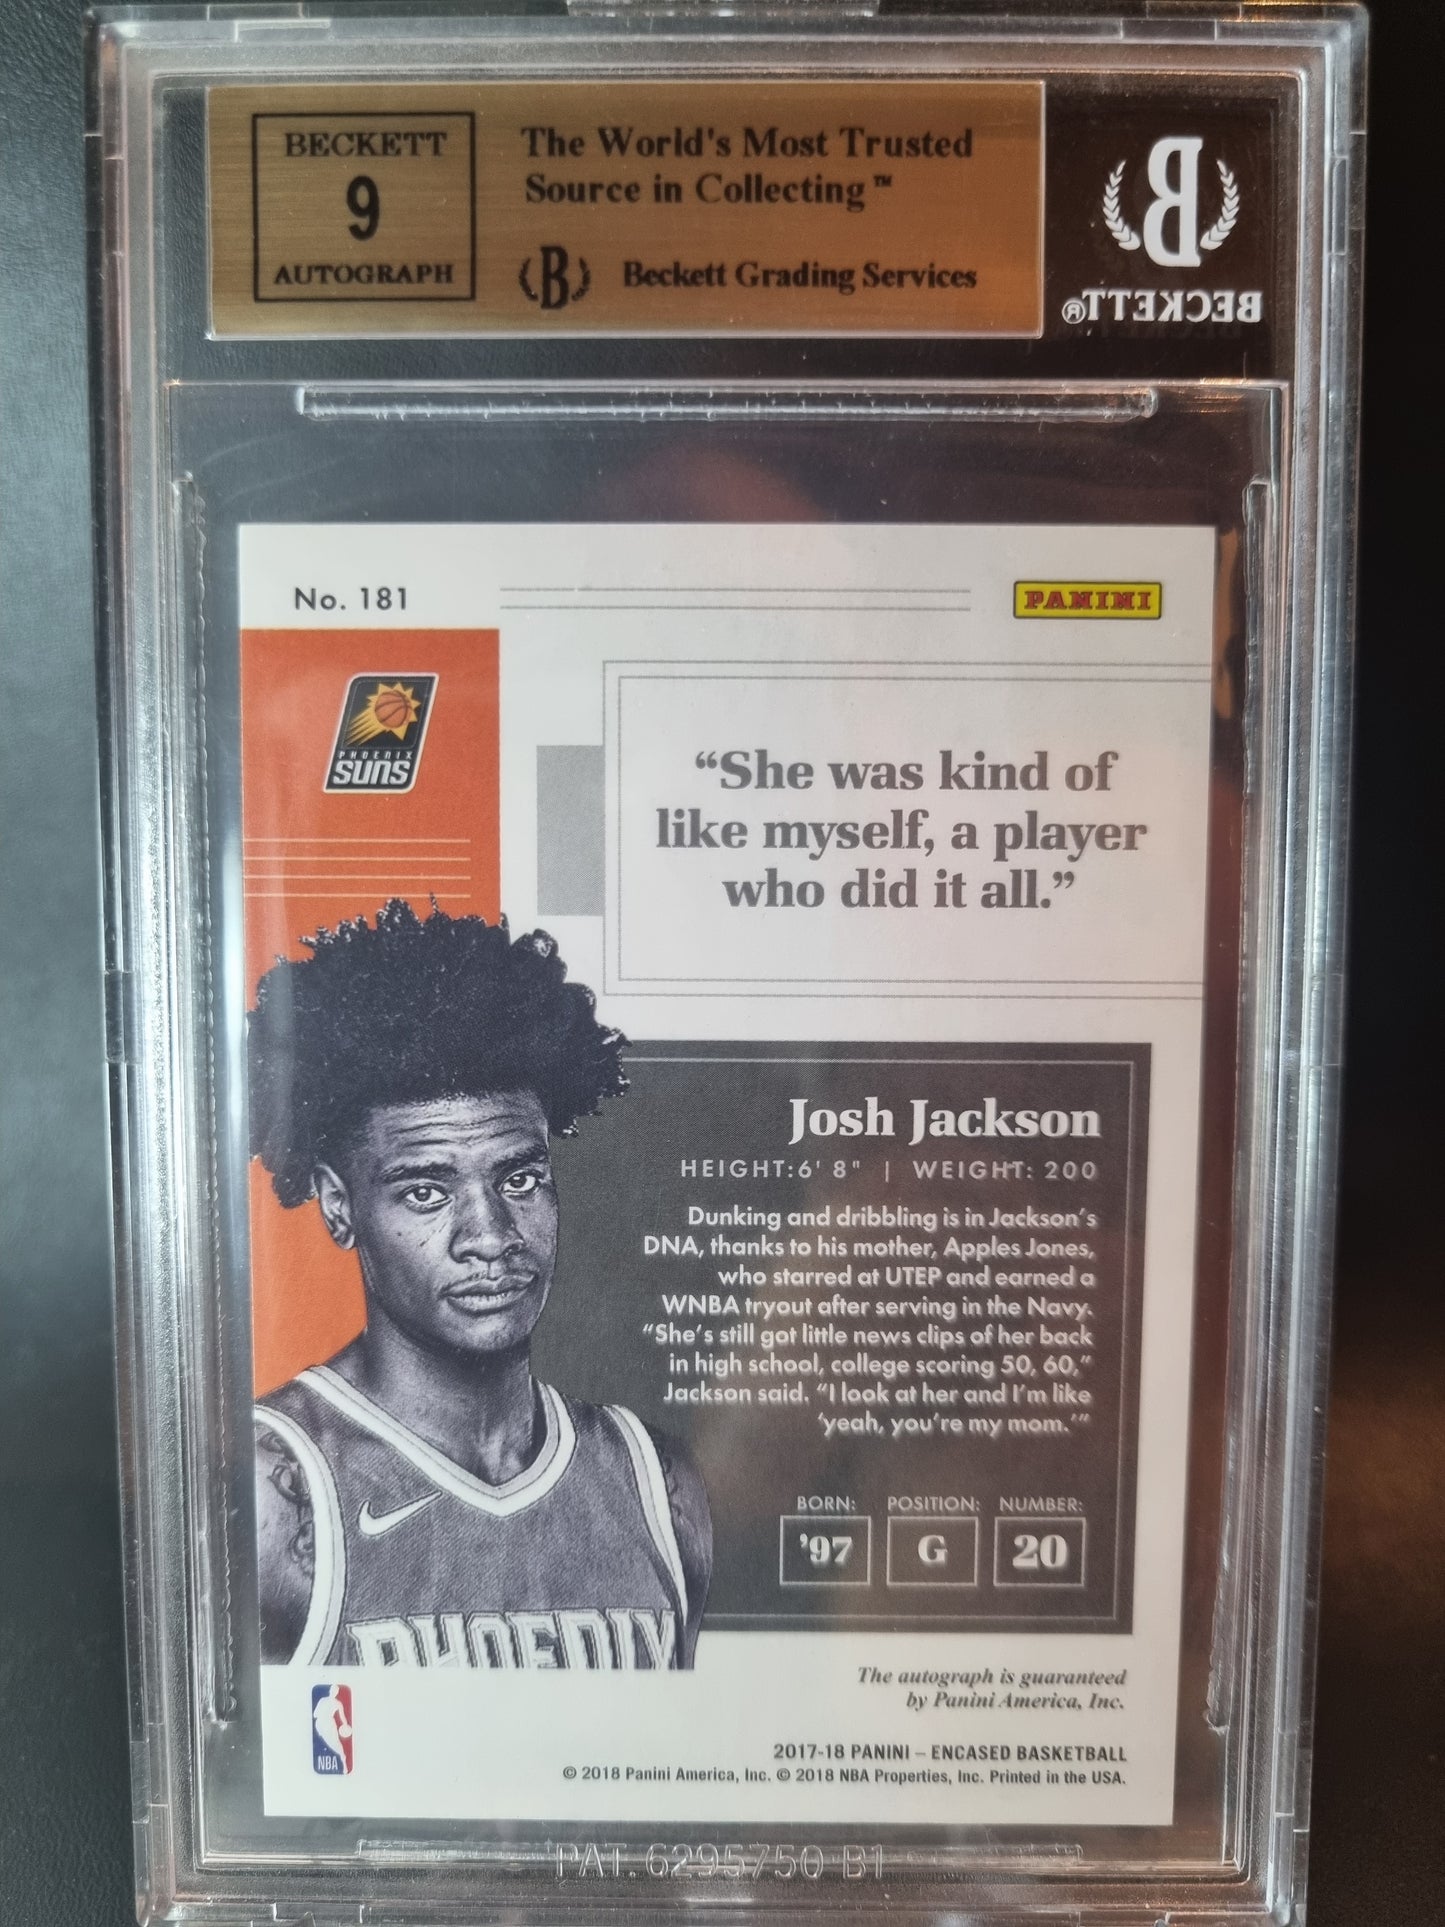 BECKETT
9
AUTOGRAPH
The World's Most Trusted
Source in Collecting™
B
Beckett Grading Services
B
BECKETT®
No. 181
PANINI
PHOENIX
SUNS
“She was kind of
like myself, a player
who did it all.”
Josh Jackson
HEIGHT:6' 8" | WEIGHT: 200
Dunking and dribbling is in Jackson’s
DNA, thanks to his mother, Apples Jones,
who starred at UTEP and earned a
WNBA tryout after serving in the Navy.
“She’s still got little news clips of her back
in high school, college scoring 50, 60,”
Jackson said. “I look at her and I’m like
‘yeah, you’re my mom.’”
BORN: POSITION: NUMBER:
’97 G 20
PHOENIX
The autograph is guaranteed
by Panini America, Inc.
NBA
2017-18 PANINI – ENCASED BASKETBALL
© 2018 Panini America, Inc. © 2018 NBA Properties, Inc. Printed in the USA.
PAT. 6295750 B1